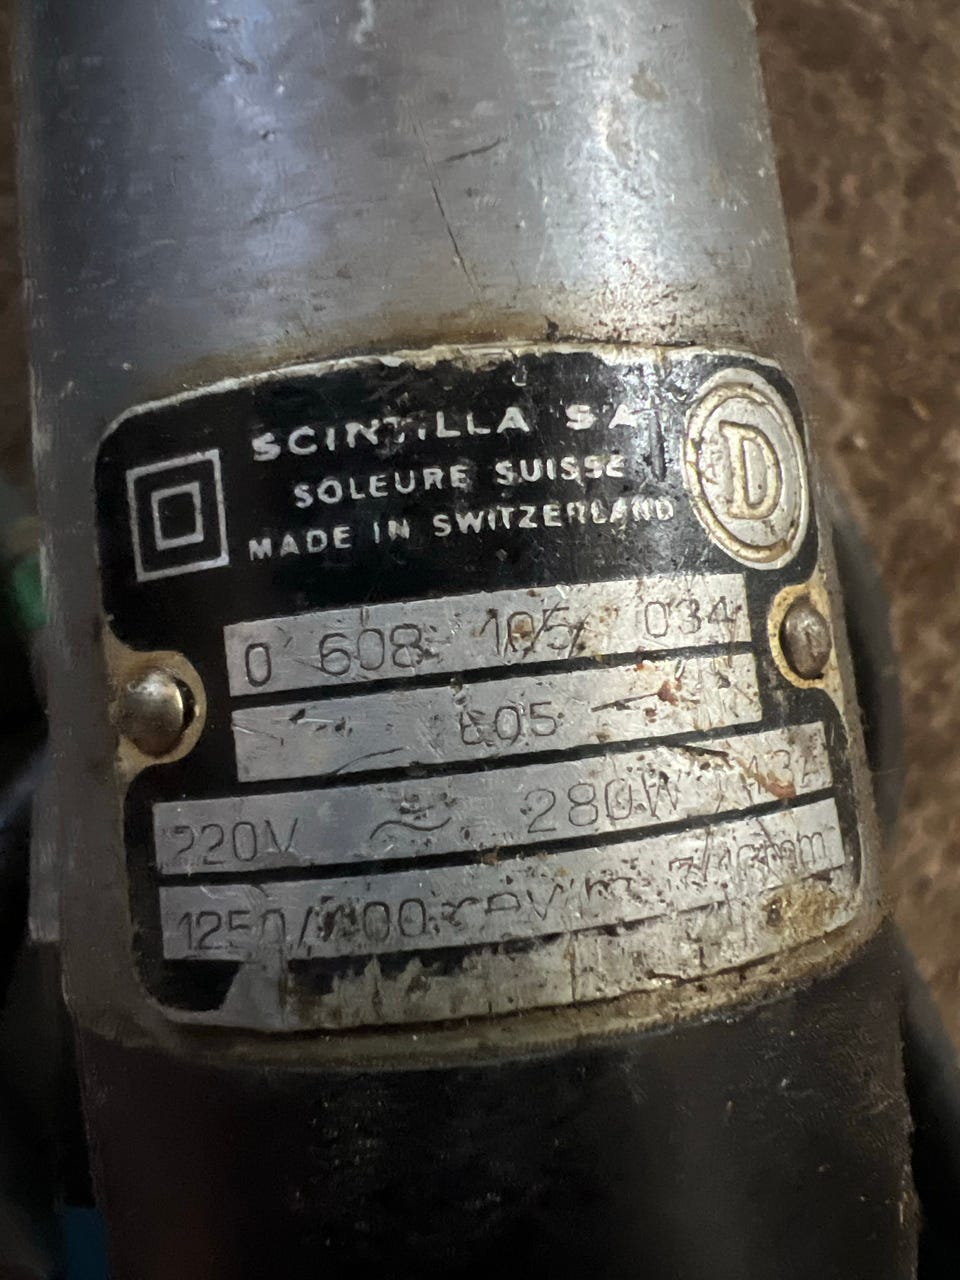 SCINTILLA SA
SOLEURE SUISSE
MADE IN SWITZERLAND
D
0 608 105 034
605
220V ≂ 280W